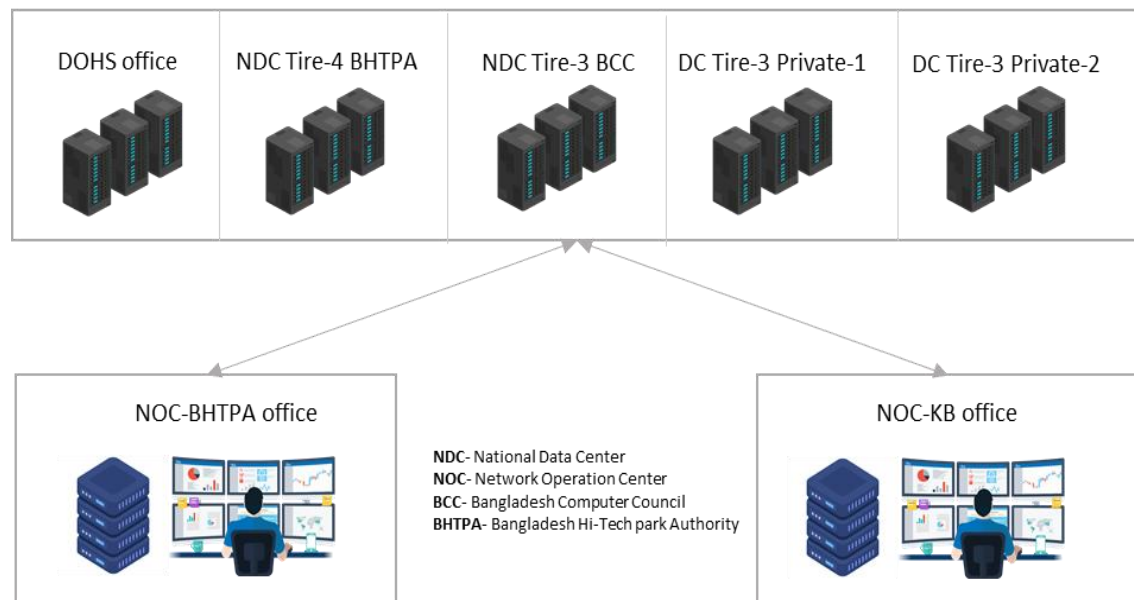 DOHS office
NDC Tire-4 BHTPA
NDC Tire-3 BCC
DC Tire-3 Private-1
DC Tire-3 Private-2
NOC-BHTPA office
NOC-KB office
NDC- National Data Center
NOC- Network Operation Center
BCC- Bangladesh Computer Council
BHTPA- Bangladesh Hi-Tech park Authority